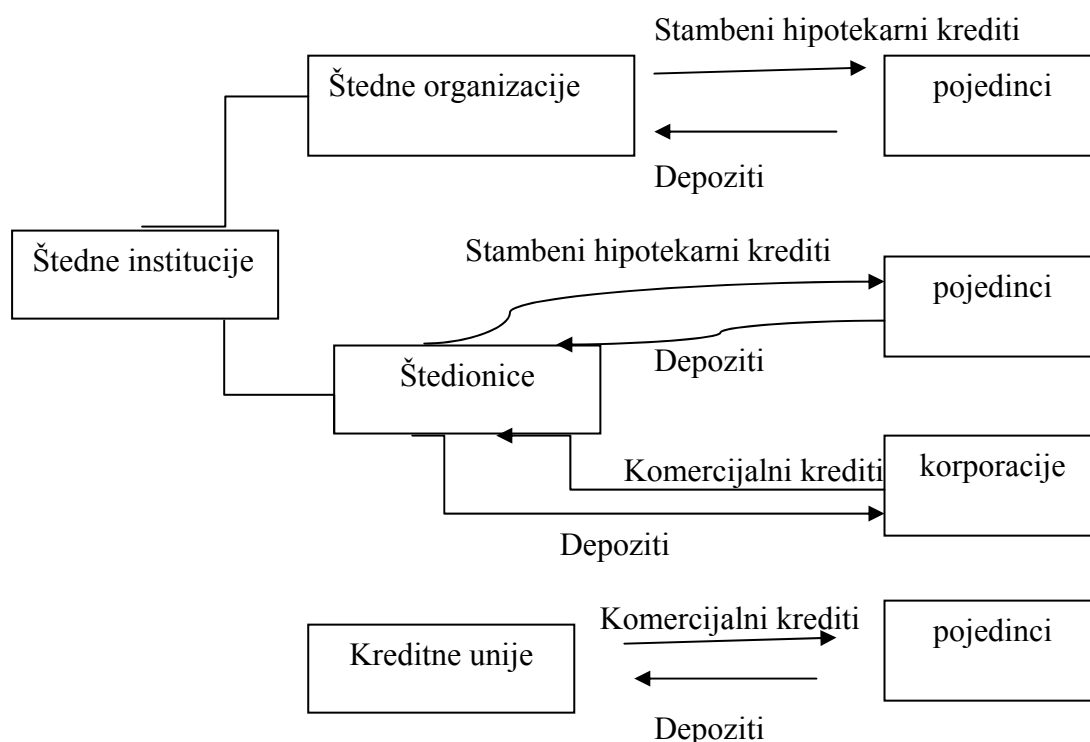 Stambeni hipotekarni krediti
Štedne organizacije
pojedinci
Depoziti
Štedne institucije
Stambeni hipotekarni krediti
pojedinci
Depoziti
Štedionice
Komercijalni krediti
korporacije
Depoziti
Komercijalni krediti
pojedinci
Kreditne unije
Depoziti